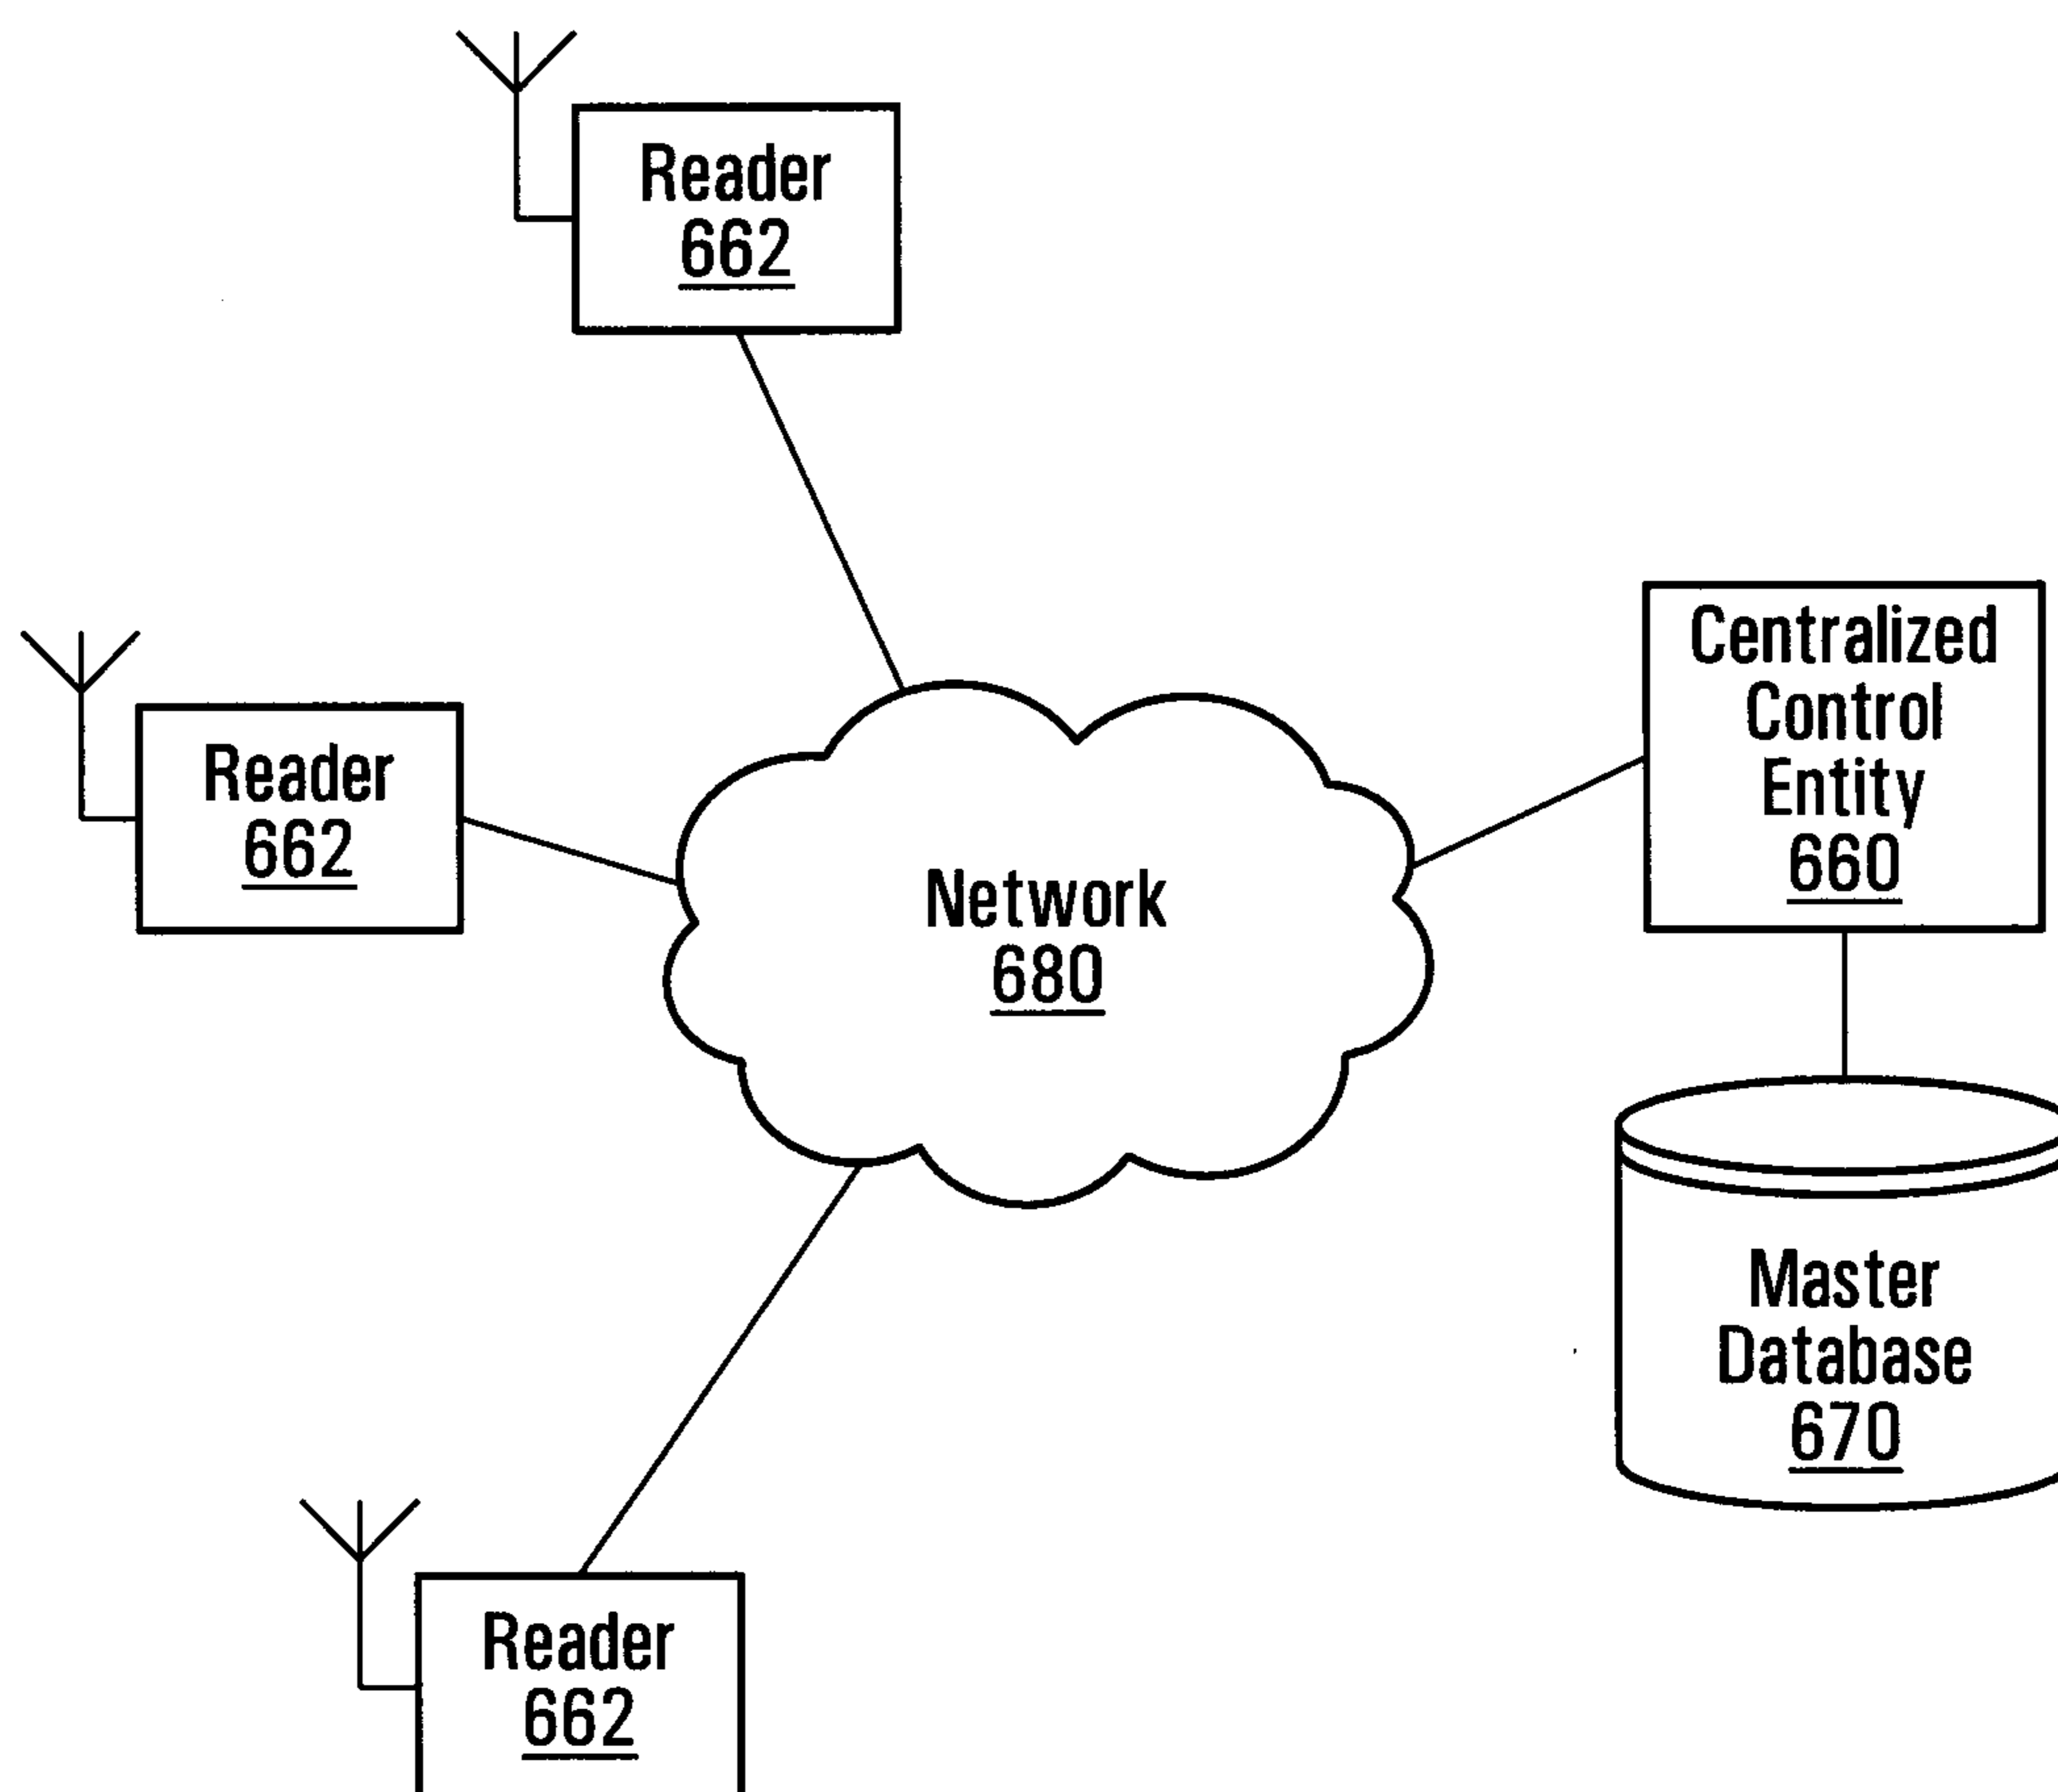 Reader
662
Centralized
Control
Entity
660
Reader
662
Network
680
Master
Database
670
Reader
662